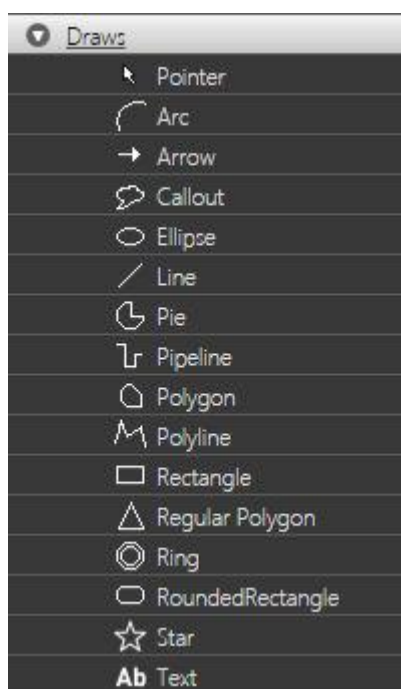 Draws
Pointer
Arc
Arrow
Callout
Ellipse
Line
Pie
Pipeline
Polygon
Polyline
Rectangle
Regular Polygon
Ring
RoundedRectangle
Star
Ab Text